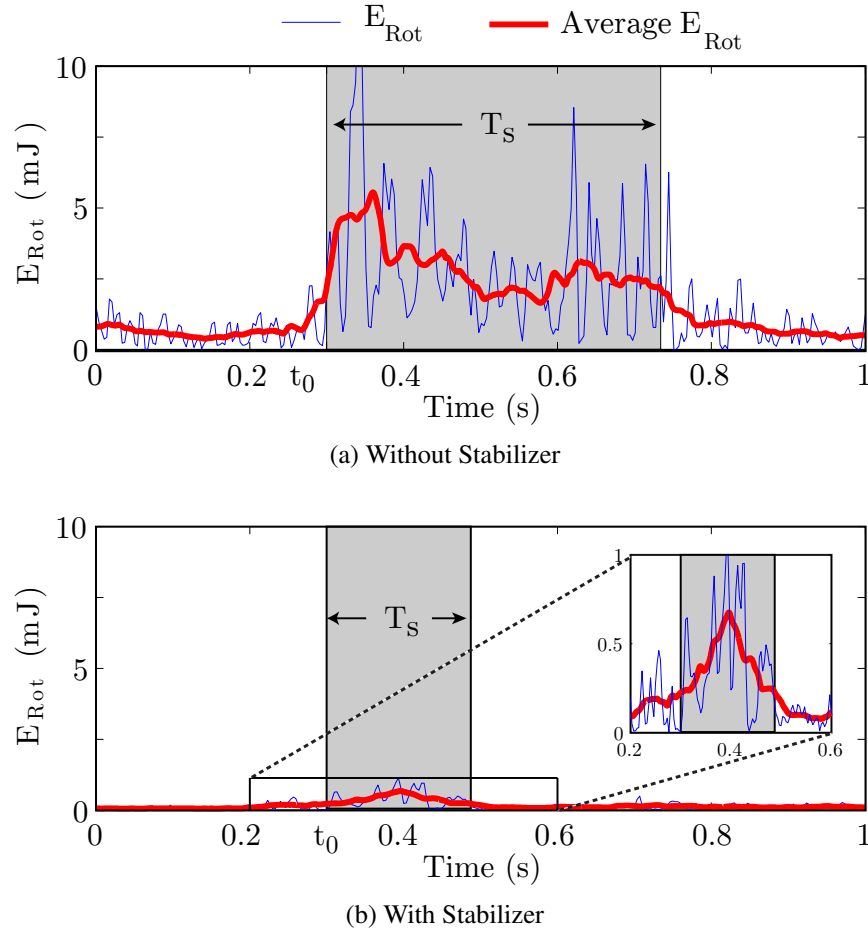 E_Rot Average E_Rot
10
5
0
E_Rot (mJ)
T_S
0 0.2 t_0 0.4 0.6 0.8 1
Time (s)
(a) Without Stabilizer
10
5
0
E_Rot (mJ)
T_S
1
0.5
0
0.2 0.4 0.6
0 0.2 t_0 0.4 0.6 0.8 1
Time (s)
(b) With Stabilizer